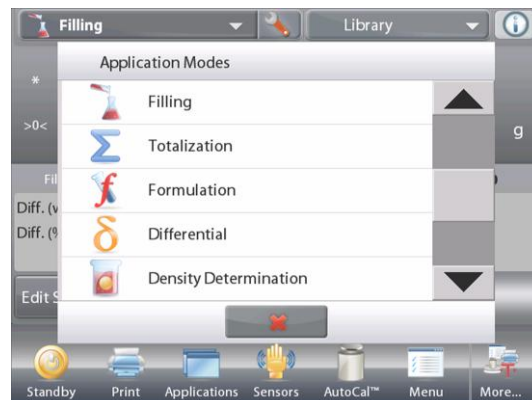 Filling
Library
Application Modes
*
Filling
>0<
g
Totalization
Fil
Formulation
Diff. (v
Diff. (%
Differential
Density Determination
Edit S
Standby Print Applications Sensors AutoCal™ Menu More...